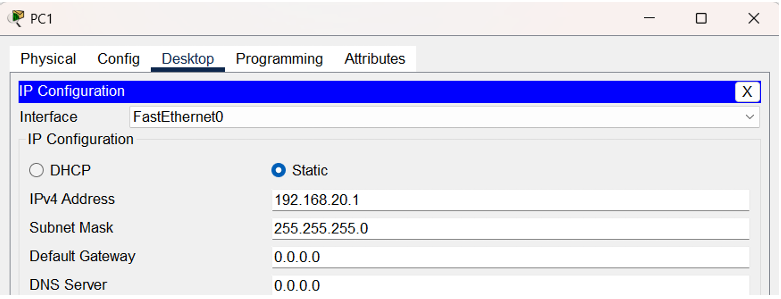 PC1
Physical Config Desktop Programming Attributes
IP Configuration X
Interface FastEthernet0
IP Configuration
DHCP Static
IPv4 Address 192.168.20.1
Subnet Mask 255.255.255.0
Default Gateway 0.0.0.0
DNS Server 0.0.0.0